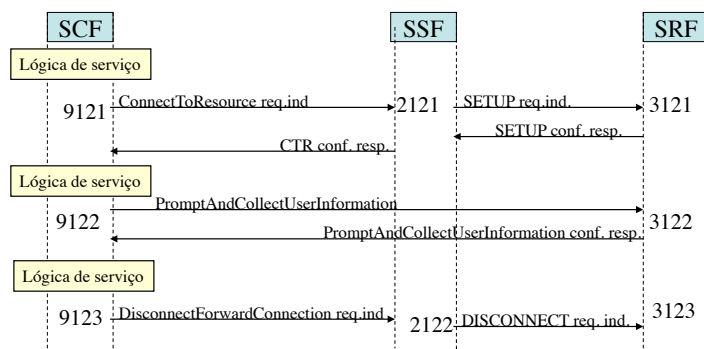 SCF SSF SRF
Lógica de serviço
9121 ConnectToResource req.ind 2121 SETUP req.ind. 3121
SETUP conf. resp.
CTR conf. resp.
Lógica de serviço
PromptAndCollectUserInformation
9122 3122
PromptAndCollectUserInformation conf. resp.
Lógica de serviço
9123 DisconnectForwardConnection req.ind 2122 DISCONNECT req. ind. 3123